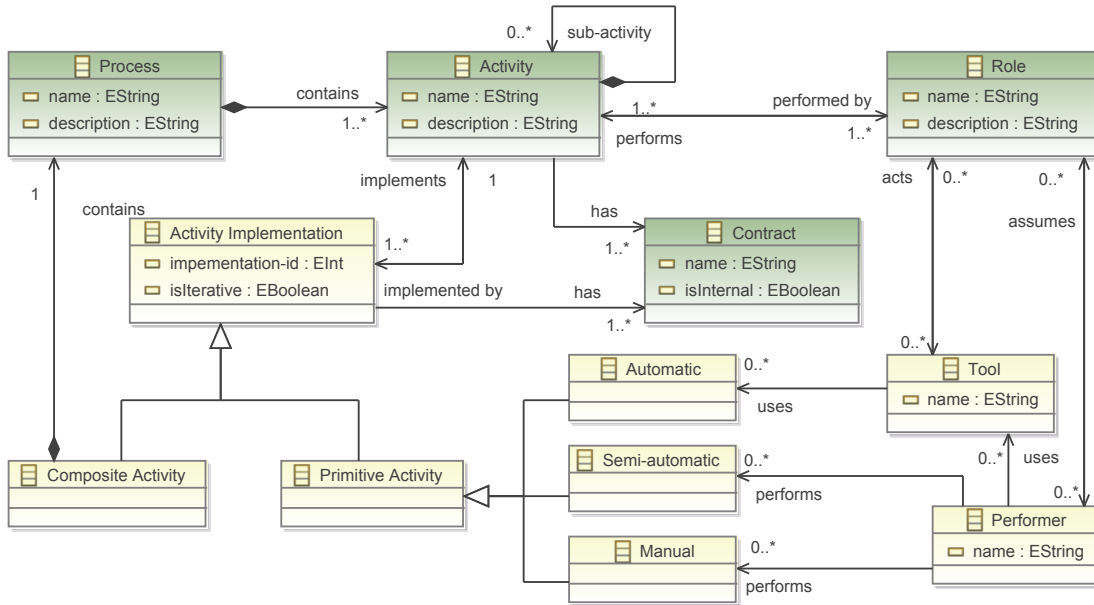 0..*
sub-activity
Process
name : EString
description : EString
contains
1..*
Activity
name : EString
description : EString
1..*
performs
performed by
1..*
Role
name : EString
description : EString
1
contains
implements
1
acts
0..*
0..*
assumes
Activity Implementation
impementation-id : EInt
isIterative : EBoolean
1..*
implemented by
has
1..*
has
1..*
Contract
name : EString
isInternal : EBoolean
Automatic
0..*
uses
0..*
Tool
name : EString
Composite Activity
Primitive Activity
Semi-automatic
0..*
performs
0..*
uses
0..*
Performer
name : EString
Manual
0..*
performs